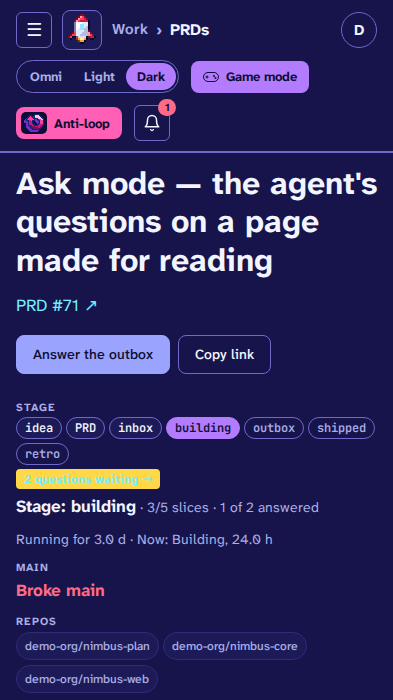 ☰ Work › PRDs D
Omni Light Dark Game mode
Anti-loop 1
Ask mode — the agent's
questions on a page
made for reading
PRD #71 ↗
Answer the outbox Copy link
STAGE
idea PRD inbox building outbox shipped
retro
2 questions waiting →
Stage: building · 3/5 slices · 1 of 2 answered
Running for 3.0 d · Now: Building, 24.0 h
MAIN
Broke main
REPOS
demo-org/nimbus-plan demo-org/nimbus-core
demo-org/nimbus-web